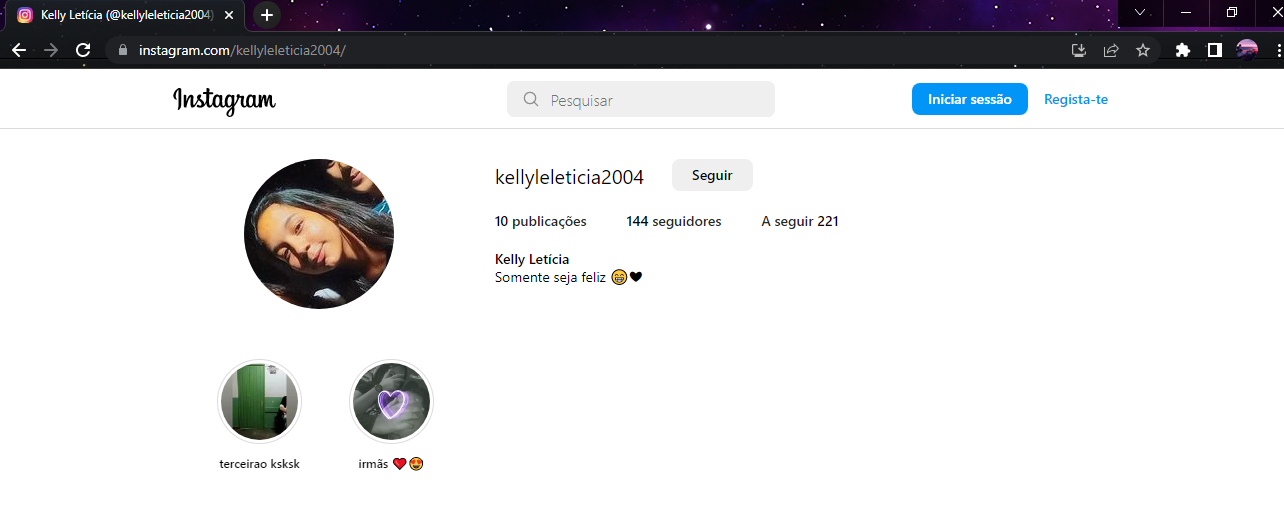 Kelly Letícia (@kellyleleticia2004)
instagram.com/kellyleleticia2004/
Instagram
Pesquisar
Iniciar sessão
Regista-te
kellyleleticia2004
Seguir
10 publicações 144 seguidores A seguir 221
Kelly Letícia
Somente seja feliz 😁🖤
terceirao ksksk
irmãs ❤️😍